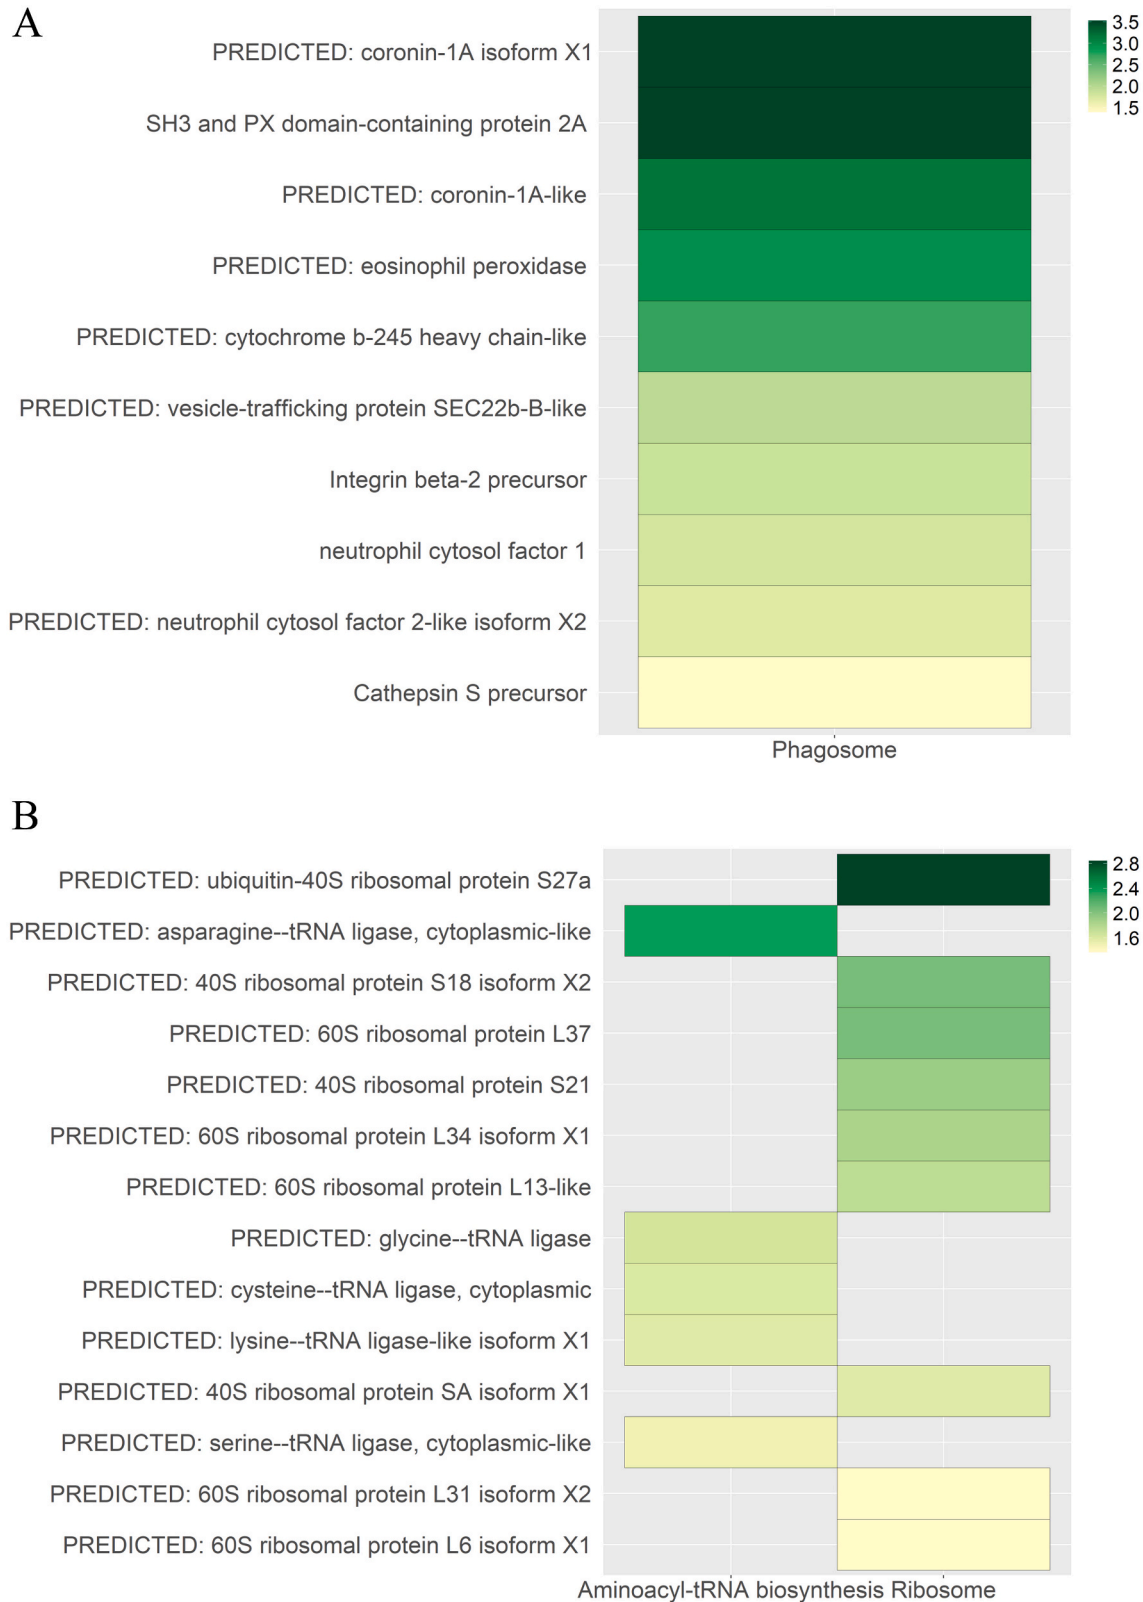 A
PREDICTED: coronin-1A isoform X1
SH3 and PX domain-containing protein 2A
PREDICTED: coronin-1A-like
PREDICTED: eosinophil peroxidase
PREDICTED: cytochrome b-245 heavy chain-like
PREDICTED: vesicle-trafficking protein SEC22b-B-like
Integrin beta-2 precursor
neutrophil cytosol factor 1
PREDICTED: neutrophil cytosol factor 2-like isoform X2
Cathepsin S precursor
Phagosome
3.5
3.0
2.5
2.0
1.5
B
PREDICTED: ubiquitin-40S ribosomal protein S27a
PREDICTED: asparagine--tRNA ligase, cytoplasmic-like
PREDICTED: 40S ribosomal protein S18 isoform X2
PREDICTED: 60S ribosomal protein L37
PREDICTED: 40S ribosomal protein S21
PREDICTED: 60S ribosomal protein L34 isoform X1
PREDICTED: 60S ribosomal protein L13-like
PREDICTED: glycine--tRNA ligase
PREDICTED: cysteine--tRNA ligase, cytoplasmic
PREDICTED: lysine--tRNA ligase-like isoform X1
PREDICTED: 40S ribosomal protein SA isoform X1
PREDICTED: serine--tRNA ligase, cytoplasmic-like
PREDICTED: 60S ribosomal protein L31 isoform X2
PREDICTED: 60S ribosomal protein L6 isoform X1
Aminoacyl-tRNA biosynthesis Ribosome
2.8
2.4
2.0
1.6